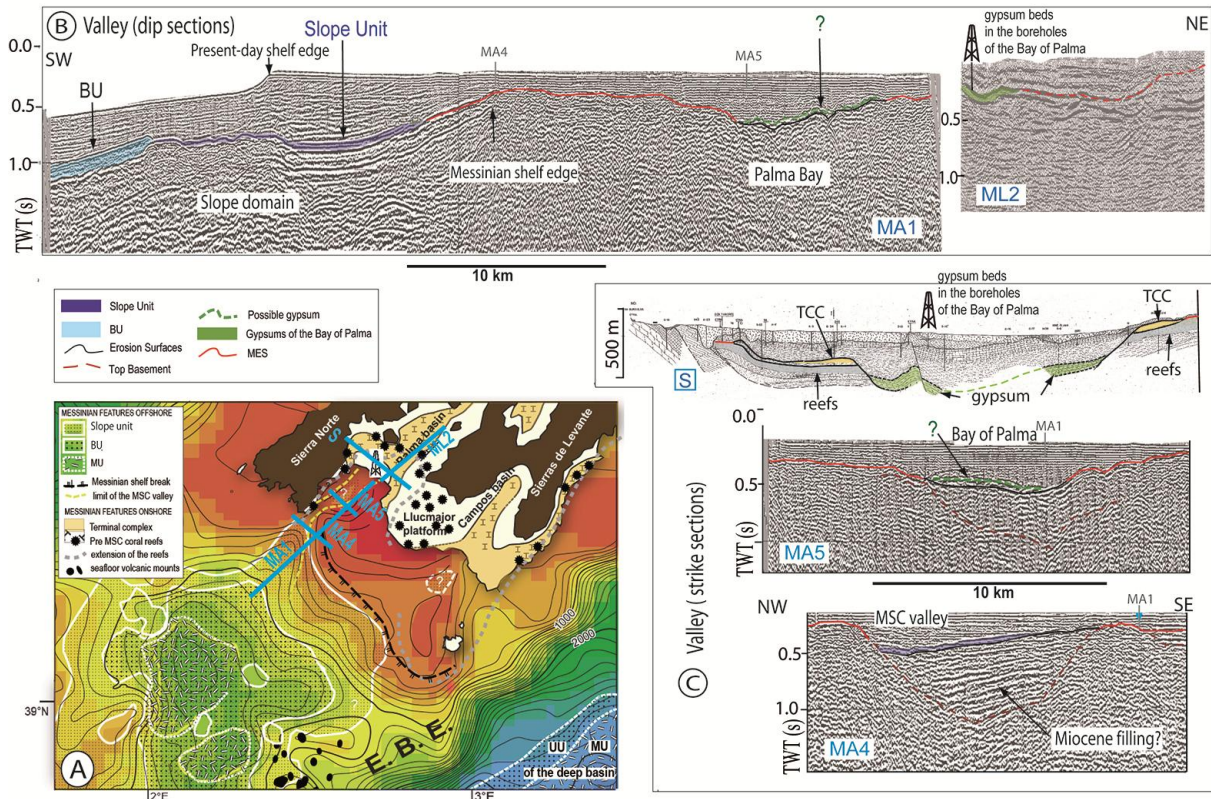 B Valley (dip sections)
Slope Unit
?
gypsum beds
in the boreholes
of the Bay of Palma
NE
0.0
SW
Present-day shelf edge
MA4
MA5
BU
0.5
0.5
1.0
1.0
Messinian shelf edge
Palma Bay
Slope domain
TWT (s)
MA1
ML2
10 km
Slope Unit
BU
Erosion Surfaces
Top Basement
Possible gypsum
Gypsums of the Bay of Palma
MES
gypsum beds
in the boreholes
of the Bay of Palma
TCC
TCC
500 m
S
reefs
gypsum
reefs
0.0
?
Bay of Palma
MA1
0.5
TWT (s)
MA5
10 km
NW
MSC valley
MA1
SE
0.5
1.0
Miocene filling?
TWT (s)
MA4
C
Valley ( strike sections)
MESSINIAN FEATURES OFFSHORE
Slope unit
BU
MU
Messinian shelf break
limit of the MSC valley
MESSINIAN FEATURES ONSHORE
Terminal complex
Pre MSC coral reefs
extension of the reefs
seafloor volcanic mounts
Sierra Norte
S
Palma basin
ML2
Sierras de Levante
?
MA5
Llucmajor
platform
Campos basin
MA1
MA4
?
1000
2000
39°N
?
E. B. E.
UU
MU
of the deep basin
A
2°E
3°E